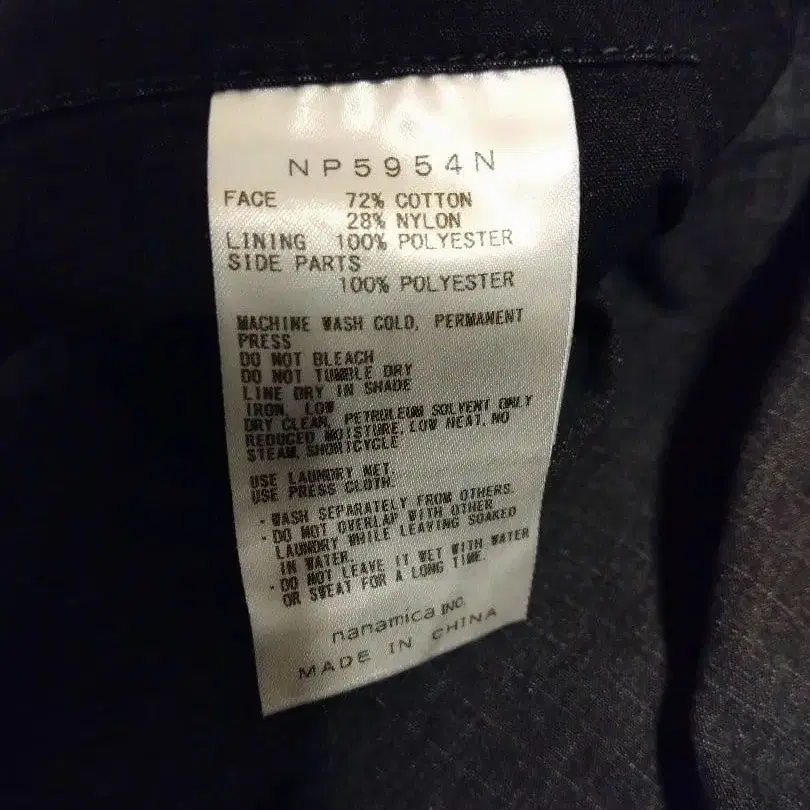 NP5954N
FACE 72% COTTON
28% NYLON
LINING 100% POLYESTER
SIDE PARTS
100% POLYESTER
MACHINE WASH COLD, PERMANENT
PRESS
DO NOT BLEACH
DO NOT TUMBLE DRY
LINE DRY IN SHADE
IRON, LOW
DRY CLEAN, PETROLEUM SOLVENT ONLY
REDUCED MOISTURE, LOW HEAT, NO
STEAM, SHORTCYCLE
USE LAUNDRY NET.
USE PRESS CLOTH.
・WASH SEPARATELY FROM OTHERS.
・DO NOT OVERLAP WITH OTHER
LAUNDRY WHILE LEAVING SOAKED
IN WATER.
・DO NOT LEAVE IT WET WITH WATER
OR SWEAT FOR A LONG TIME.
nanamica INC.
MADE IN CHINA